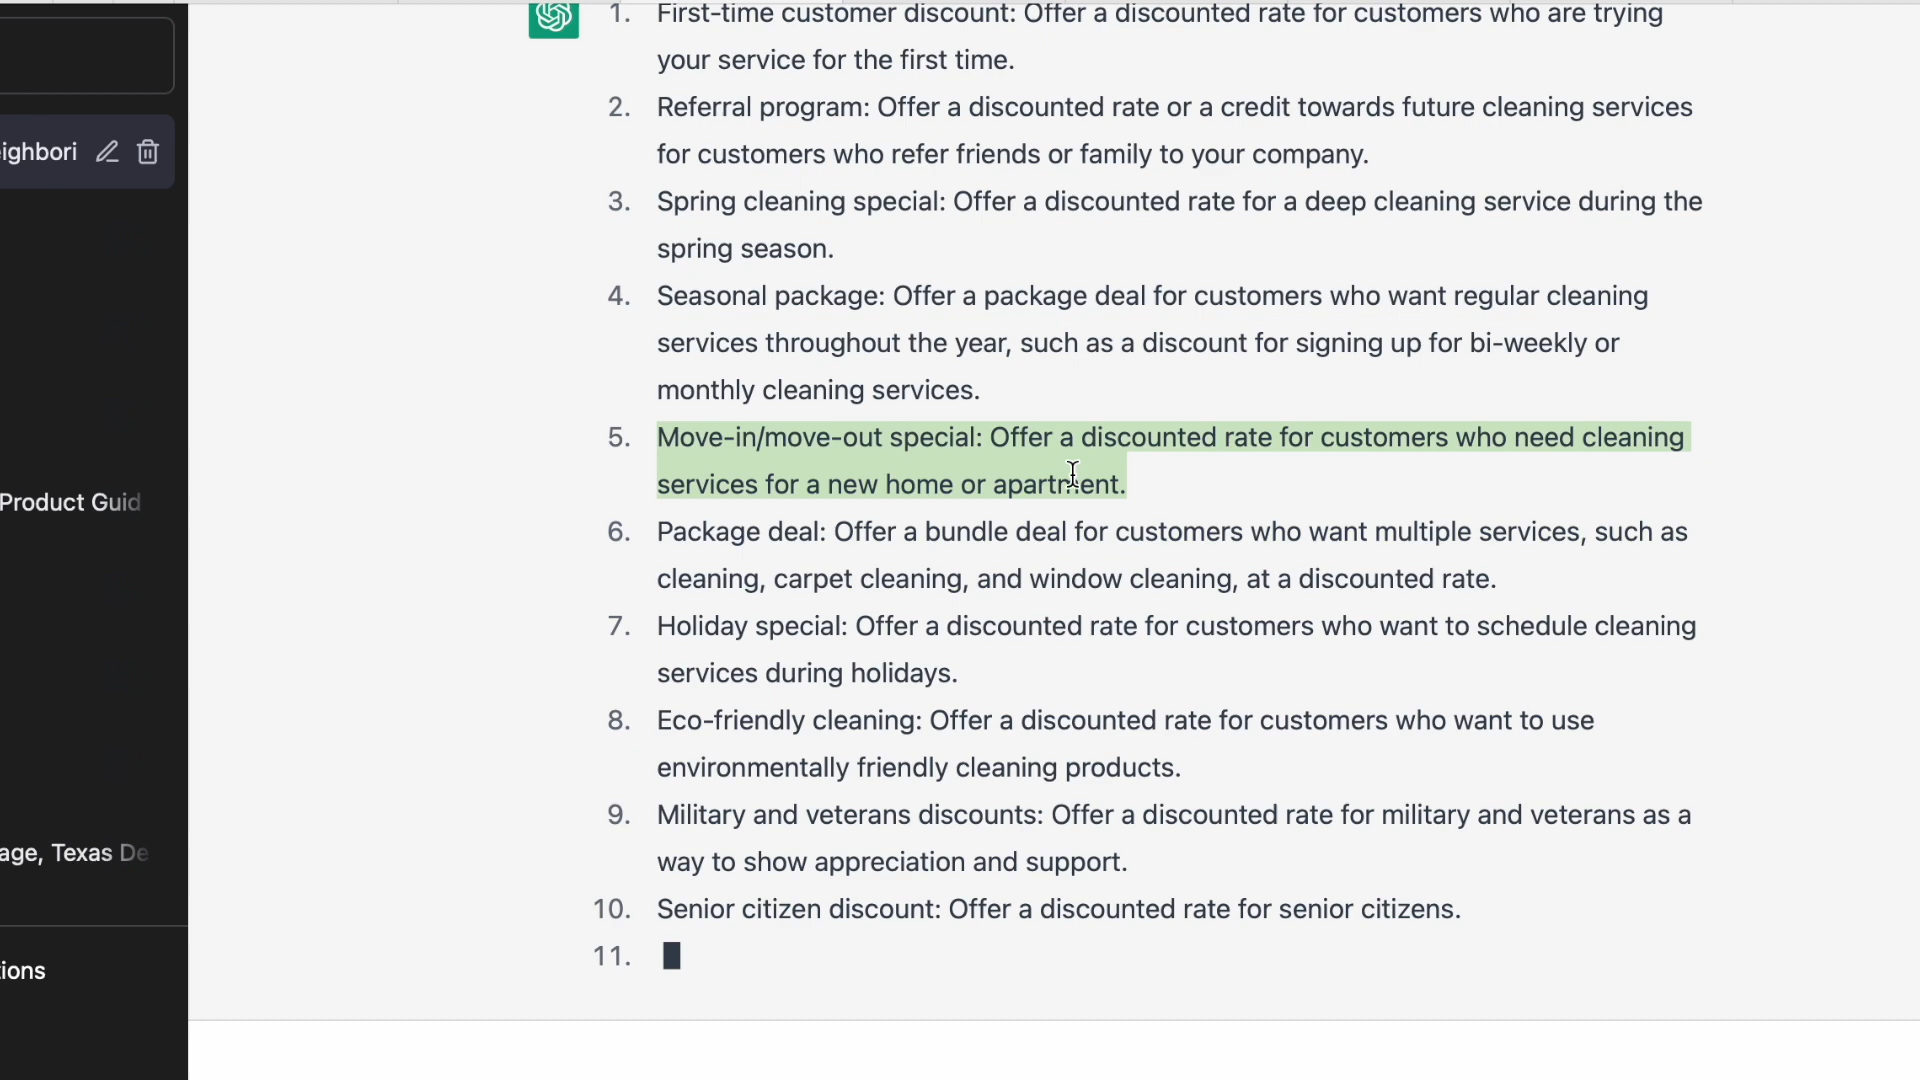 1. First-time customer discount: Offer a discounted rate for customers who are trying
your service for the first time.
2. Referral program: Offer a discounted rate or a credit towards future cleaning services
for customers who refer friends or family to your company.
3. Spring cleaning special: Offer a discounted rate for a deep cleaning service during the
spring season.
4. Seasonal package: Offer a package deal for customers who want regular cleaning
services throughout the year, such as a discount for signing up for bi-weekly or
monthly cleaning services.
5. Move-in/move-out special: Offer a discounted rate for customers who need cleaning
services for a new home or apartment.
6. Package deal: Offer a bundle deal for customers who want multiple services, such as
cleaning, carpet cleaning, and window cleaning, at a discounted rate.
7. Holiday special: Offer a discounted rate for customers who want to schedule cleaning
services during holidays.
8. Eco-friendly cleaning: Offer a discounted rate for customers who want to use
environmentally friendly cleaning products.
9. Military and veterans discounts: Offer a discounted rate for military and veterans as a
way to show appreciation and support.
10. Senior citizen discount: Offer a discounted rate for senior citizens.
11.
ighbori
Product Guid
age, Texas De
tions